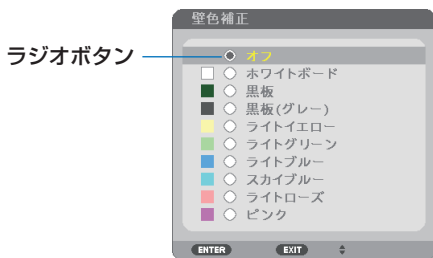 壁色補正
ラジオボタン
オフ
ホワイトボード
黒板
黒板(グレー)
ライトイエロー
ライトグリーン
ライトブルー
スカイブルー
ライトローズ
ピンク
ENTER EXIT